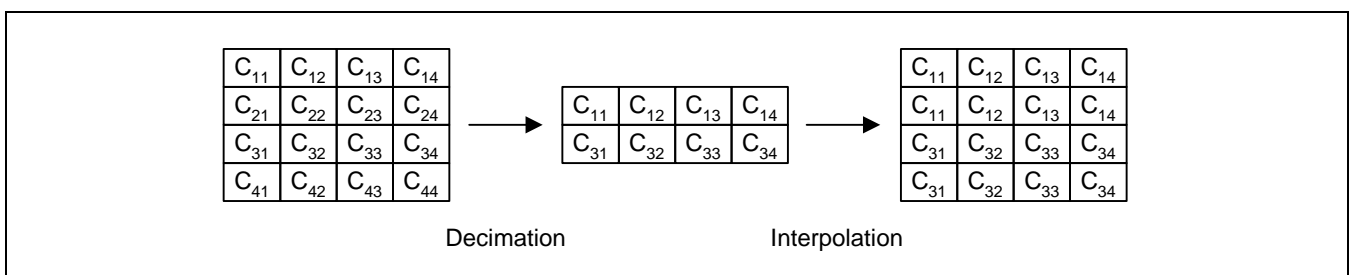 C11 C12 C13 C14
C21 C22 C23 C24
C31 C32 C33 C34
C41 C42 C43 C44
C11 C12 C13 C14
C31 C32 C33 C34
C11 C12 C13 C14
C11 C12 C13 C14
C31 C32 C33 C34
C31 C32 C33 C34
Decimation
Interpolation